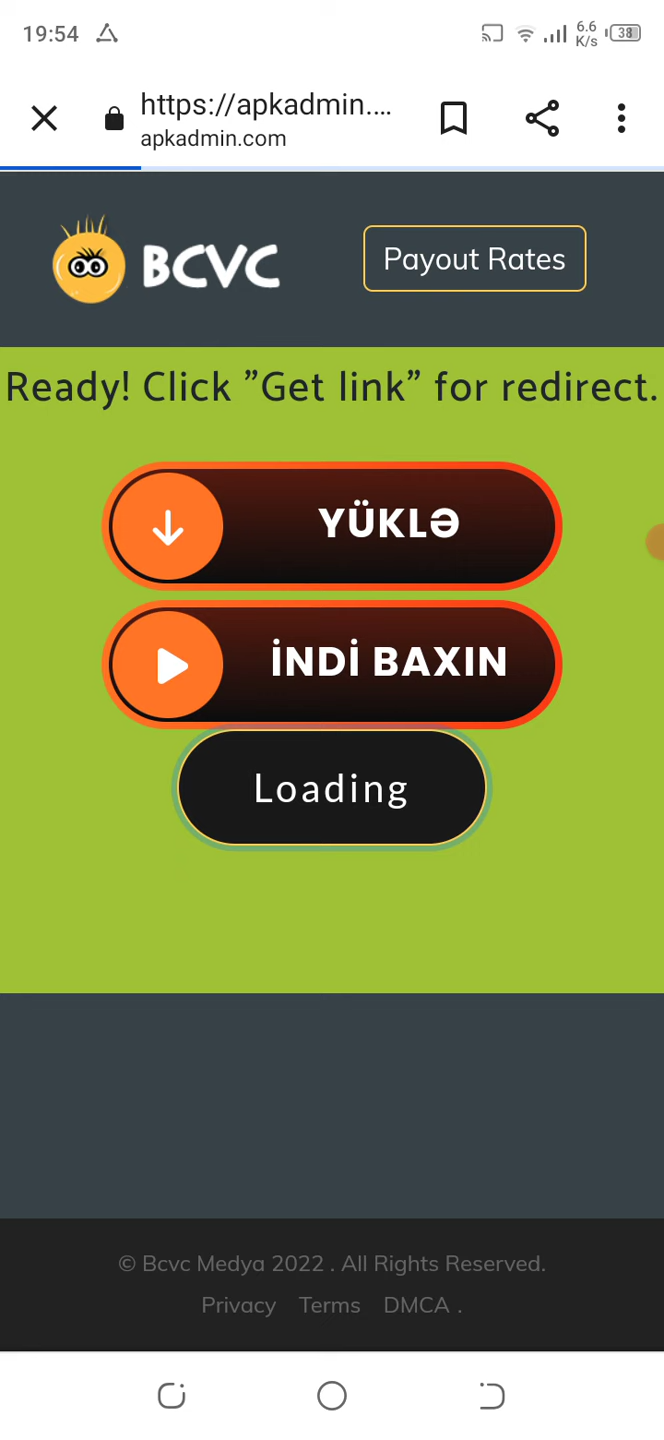 19:54
6.6
K/s
38
https://apkadmin....
apkadmin.com
BCVC
Payout Rates
Ready! Click ”Get link” for redirect.
YÜKLƏ
İNDİ BAXIN
Loading
© Bcvc Medya 2022 . All Rights Reserved.
Privacy Terms DMCA .